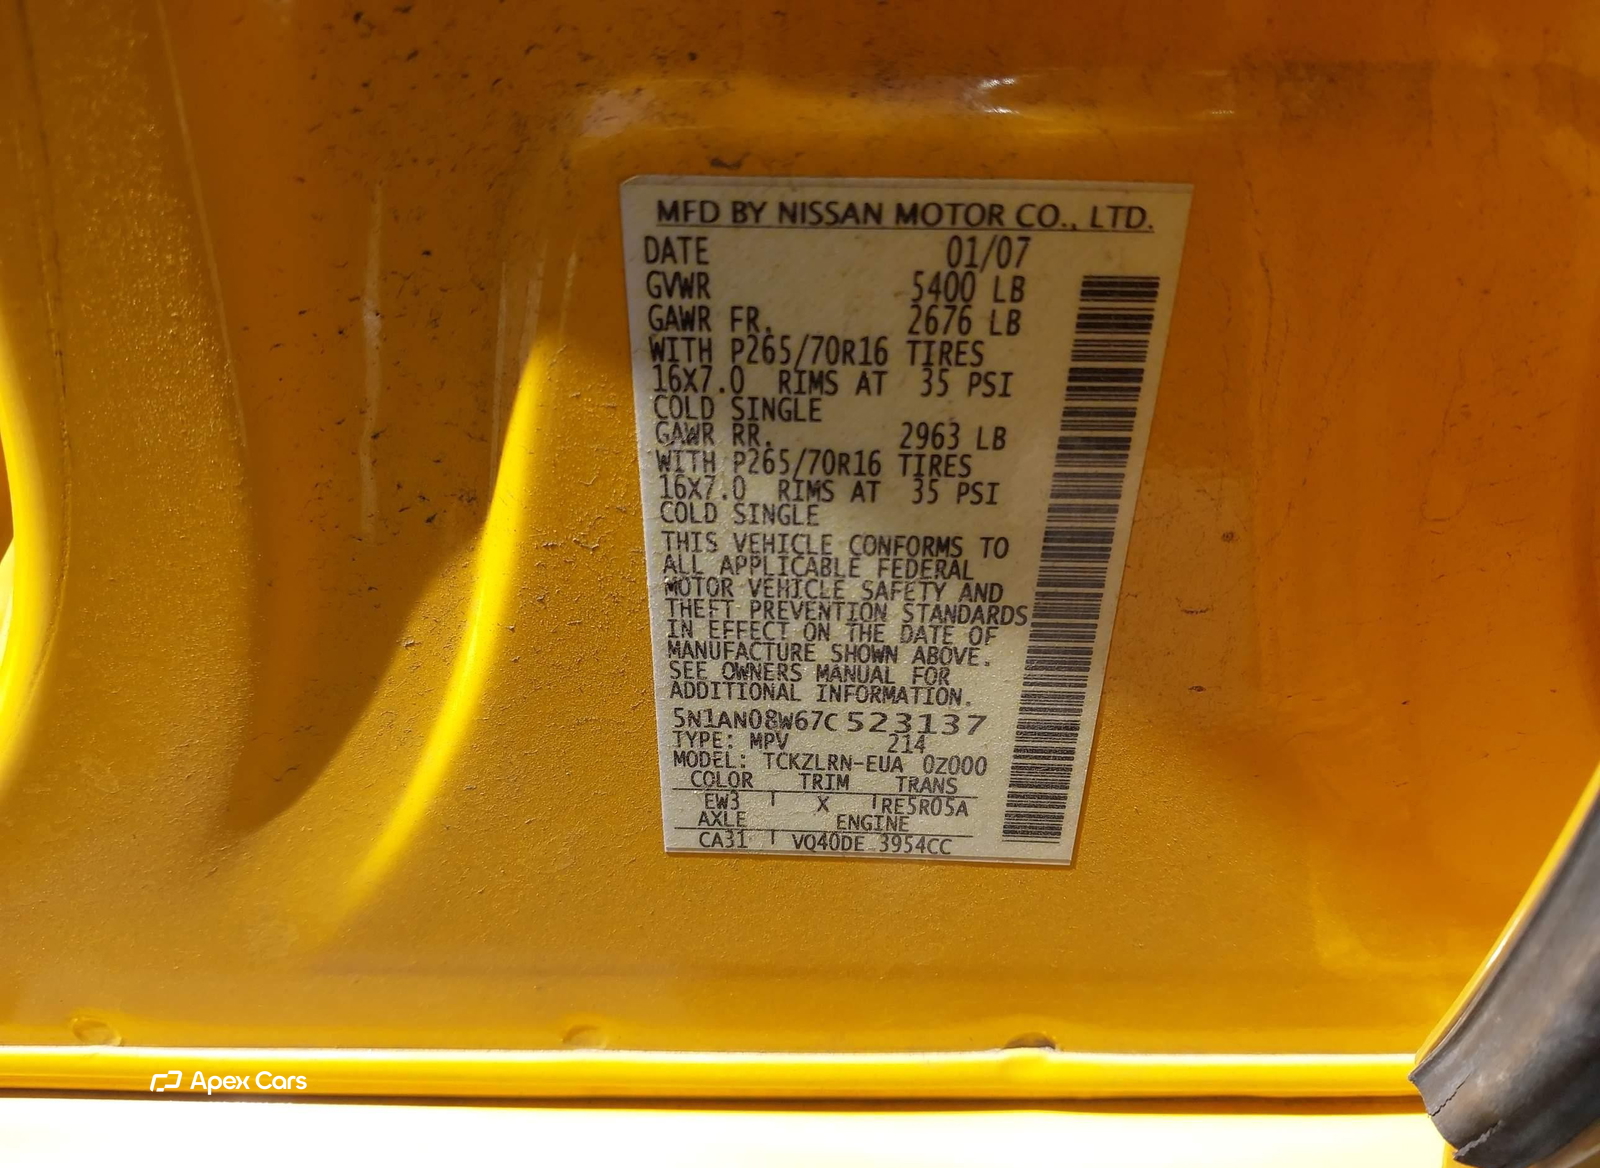 MFD BY NISSAN MOTOR CO., LTD.
DATE 01/07
GVWR 5400 LB
GAWR FR. 2676 LB
WITH P265/70R16 TIRES
16X7.0 RIMS AT 35 PSI
COLD SINGLE
GAWR RR. 2963 LB
WITH P265/70R16 TIRES
16X7.0 RIMS AT 35 PSI
COLD SINGLE
THIS VEHICLE CONFORMS TO
ALL APPLICABLE FEDERAL
MOTOR VEHICLE SAFETY AND
THEFT PREVENTION STANDARDS
IN EFFECT ON THE DATE OF
MANUFACTURE SHOWN ABOVE.
SEE OWNERS MANUAL FOR
ADDITIONAL INFORMATION.
5N1AN08W67C523137
TYPE: MPV 214
MODEL: TCKZLRN-EUA 0Z000
COLOR TRIM TRANS
EW3 X RE5R05A
AXLE ENGINE
CA31 VQ40DE 3954CC
Apex Cars